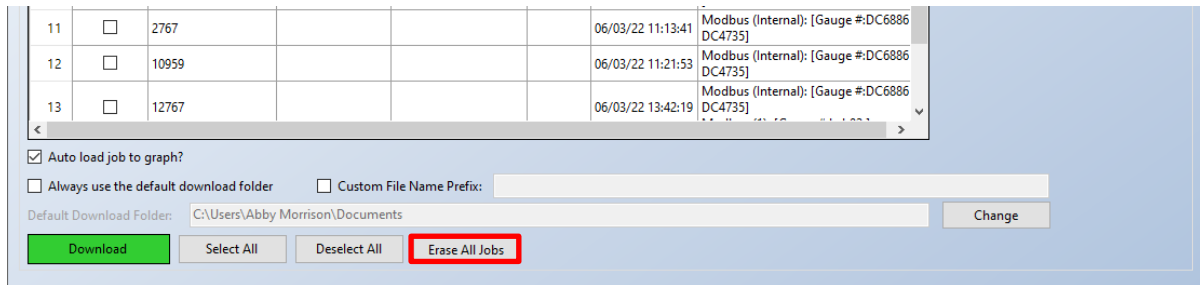 11 2767 06/03/22 11:13:41 Modbus (Internal): [Gauge #:DC6886
DC4735]
12 10959 06/03/22 11:21:53 Modbus (Internal): [Gauge #:DC6886
DC4735]
Modbus (Internal): [Gauge #:DC6886
13 12767 06/03/22 13:42:19 DC4735]
Auto load job to graph?
Always use the default download folder Custom File Name Prefix:
Default Download Folder: C:\Users\Abby Morrison\Documents Change
Download Select All Deselect All Erase All Jobs